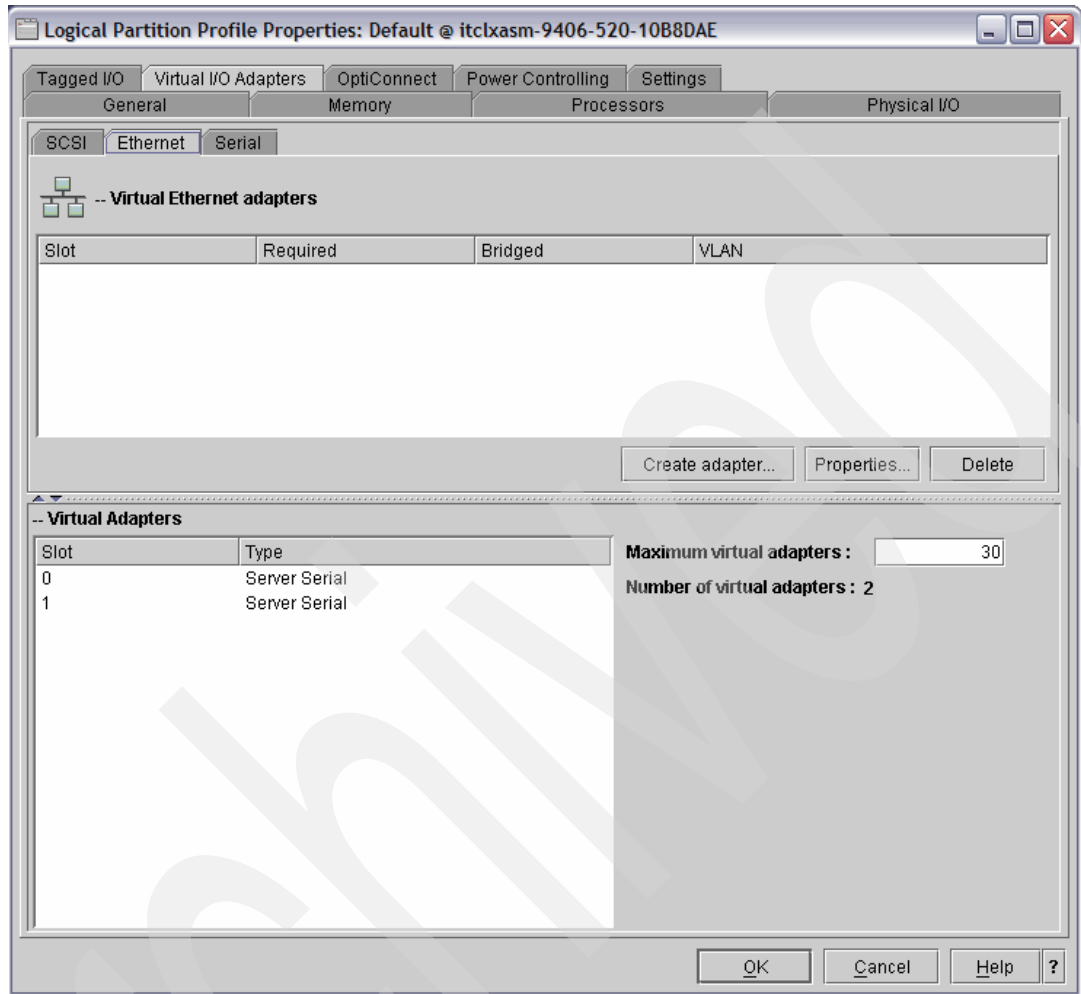 Logical Partition Profile Properties: Default @ itclxasm-9406-520-10B8DAE
Tagged I/O Virtual I/O Adapters OptiConnect Power Controlling Settings
General Memory Processors Physical I/O
SCSI Ethernet Serial
-- Virtual Ethernet adapters
Slot Required Bridged VLAN
Create adapter... Properties... Delete
-- Virtual Adapters
Slot Type
0 Server Serial
1 Server Serial
Maximum virtual adapters : 30
Number of virtual adapters : 2
OK Cancel Help ?